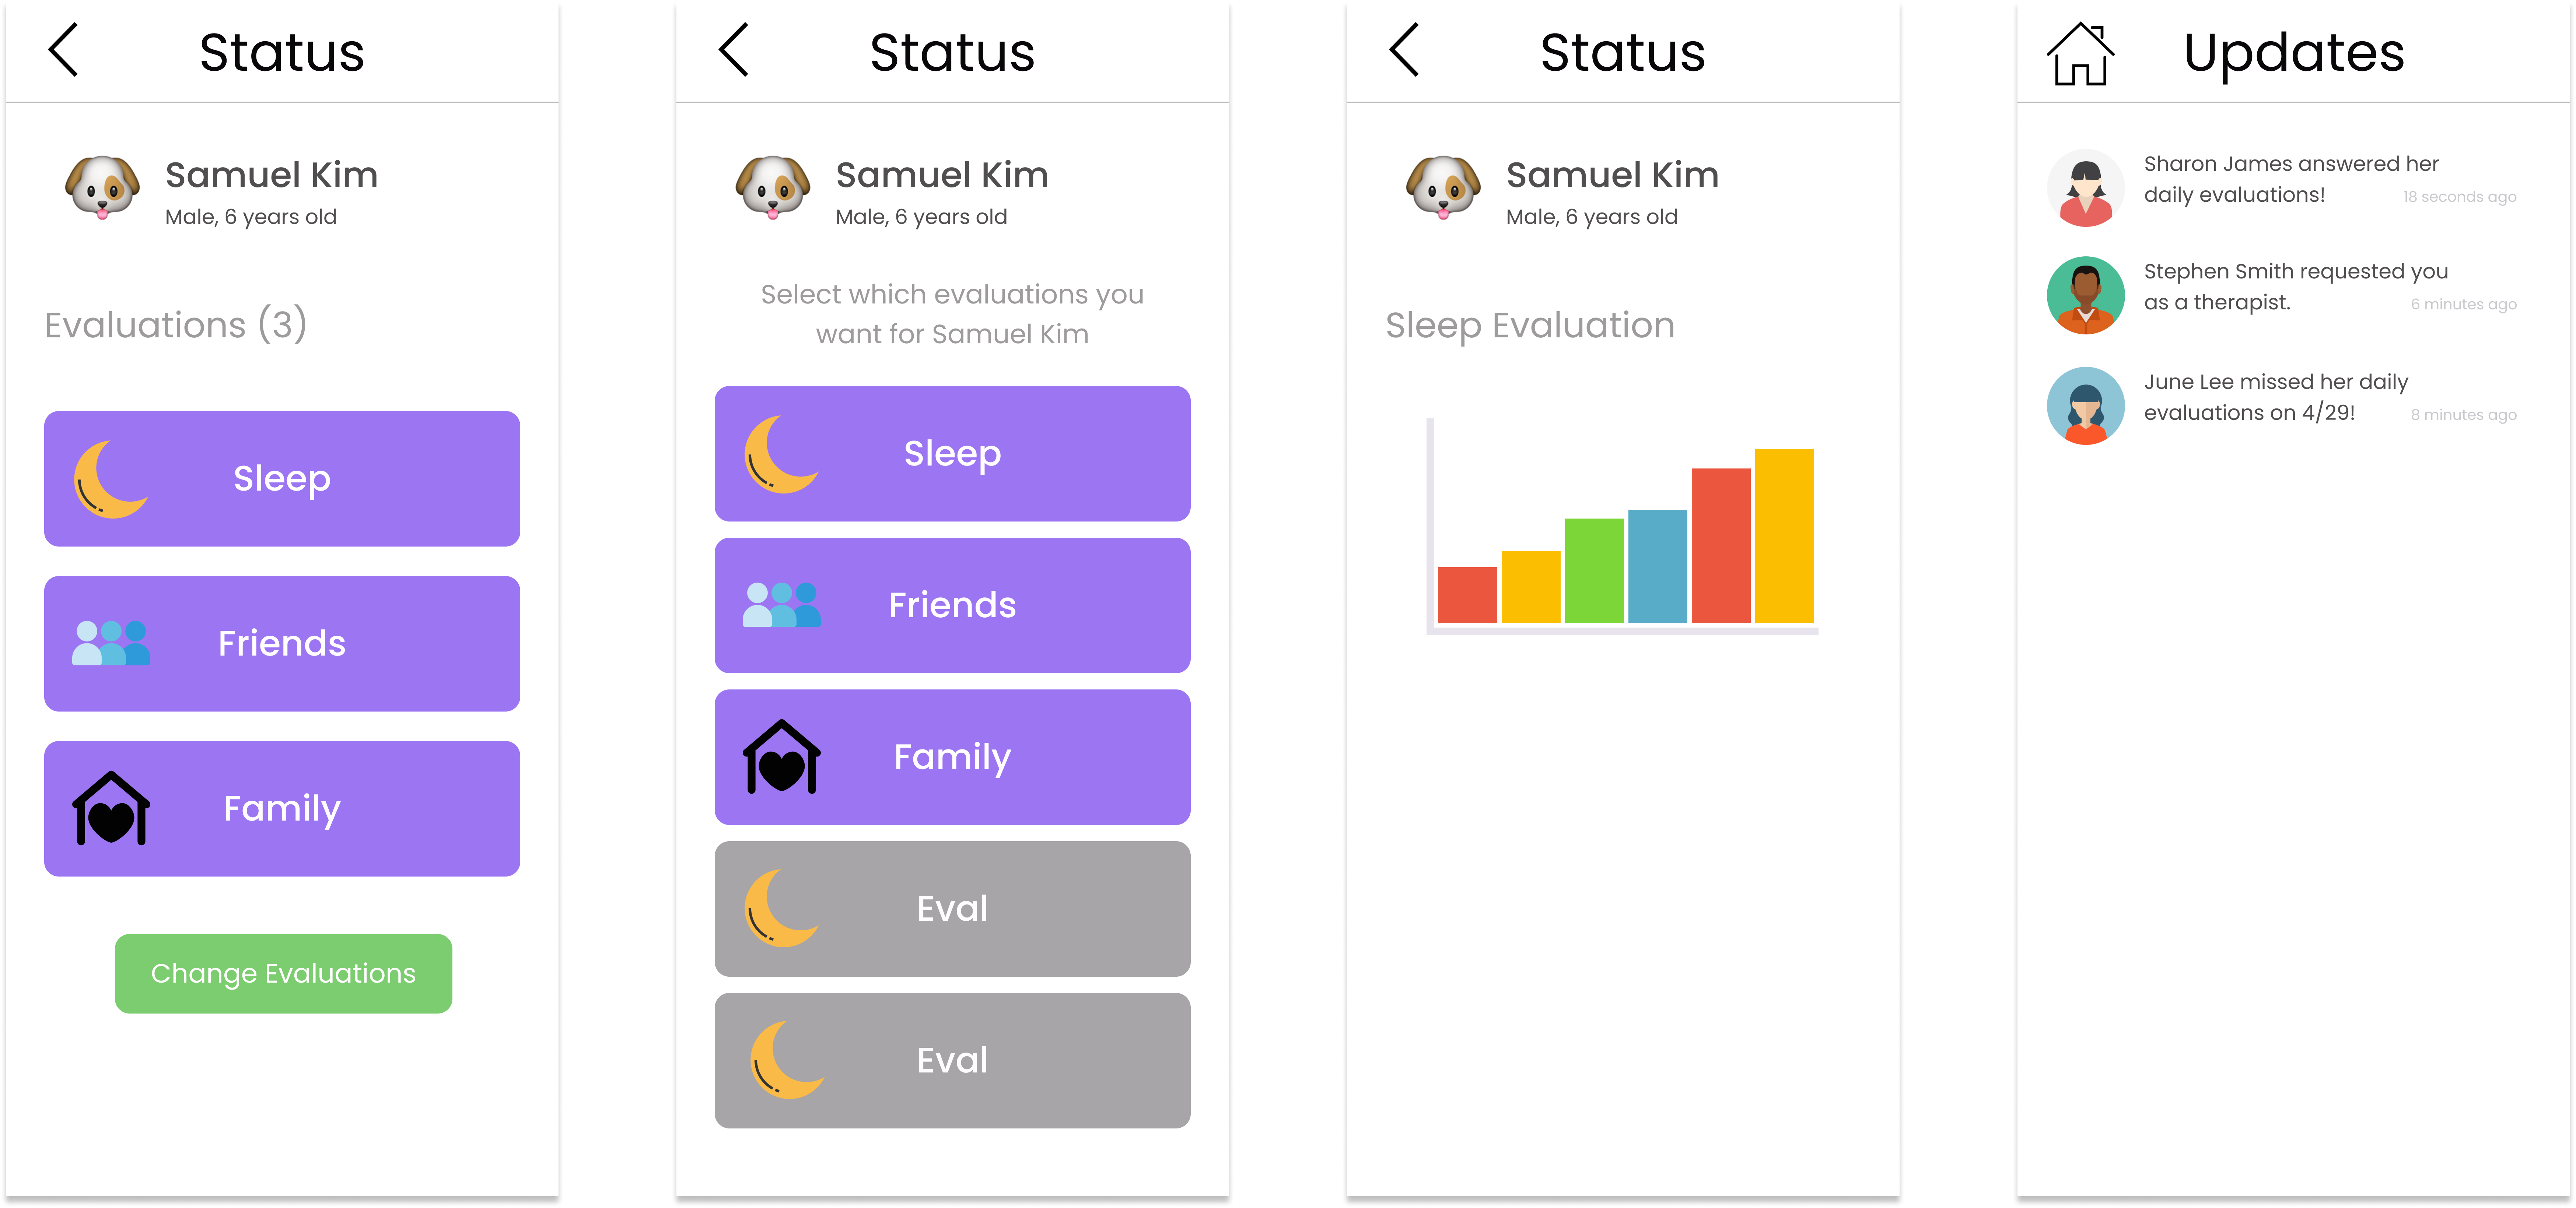 Status
Samuel Kim
Male, 6 years old
Evaluations (3)
Sleep
Friends
Family
Change Evaluations
Status
Samuel Kim
Male, 6 years old
Select which evaluations you
want for Samuel Kim
Sleep
Friends
Family
Eval
Eval
Status
Samuel Kim
Male, 6 years old
Sleep Evaluation
Updates
Sharon James answered her
daily evaluations! 18 seconds ago
Stephen Smith requested you
as a therapist. 6 minutes ago
June Lee missed her daily
evaluations on 4/29! 8 minutes ago